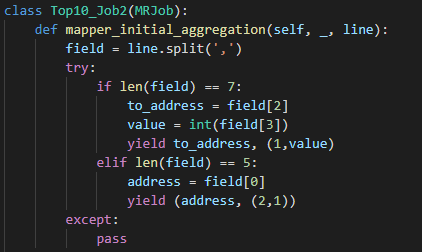 class Top10_Job2(MRJob):
    def mapper_initial_aggregation(self, _, line):
        field = line.split(',')
        try:
            if len(field) == 7:
                to_address = field[2]
                value = int(field[3])
                yield to_address, (1,value)
            elif len(field) == 5:
                address = field[0]
                yield (address, (2,1))
        except:
            pass